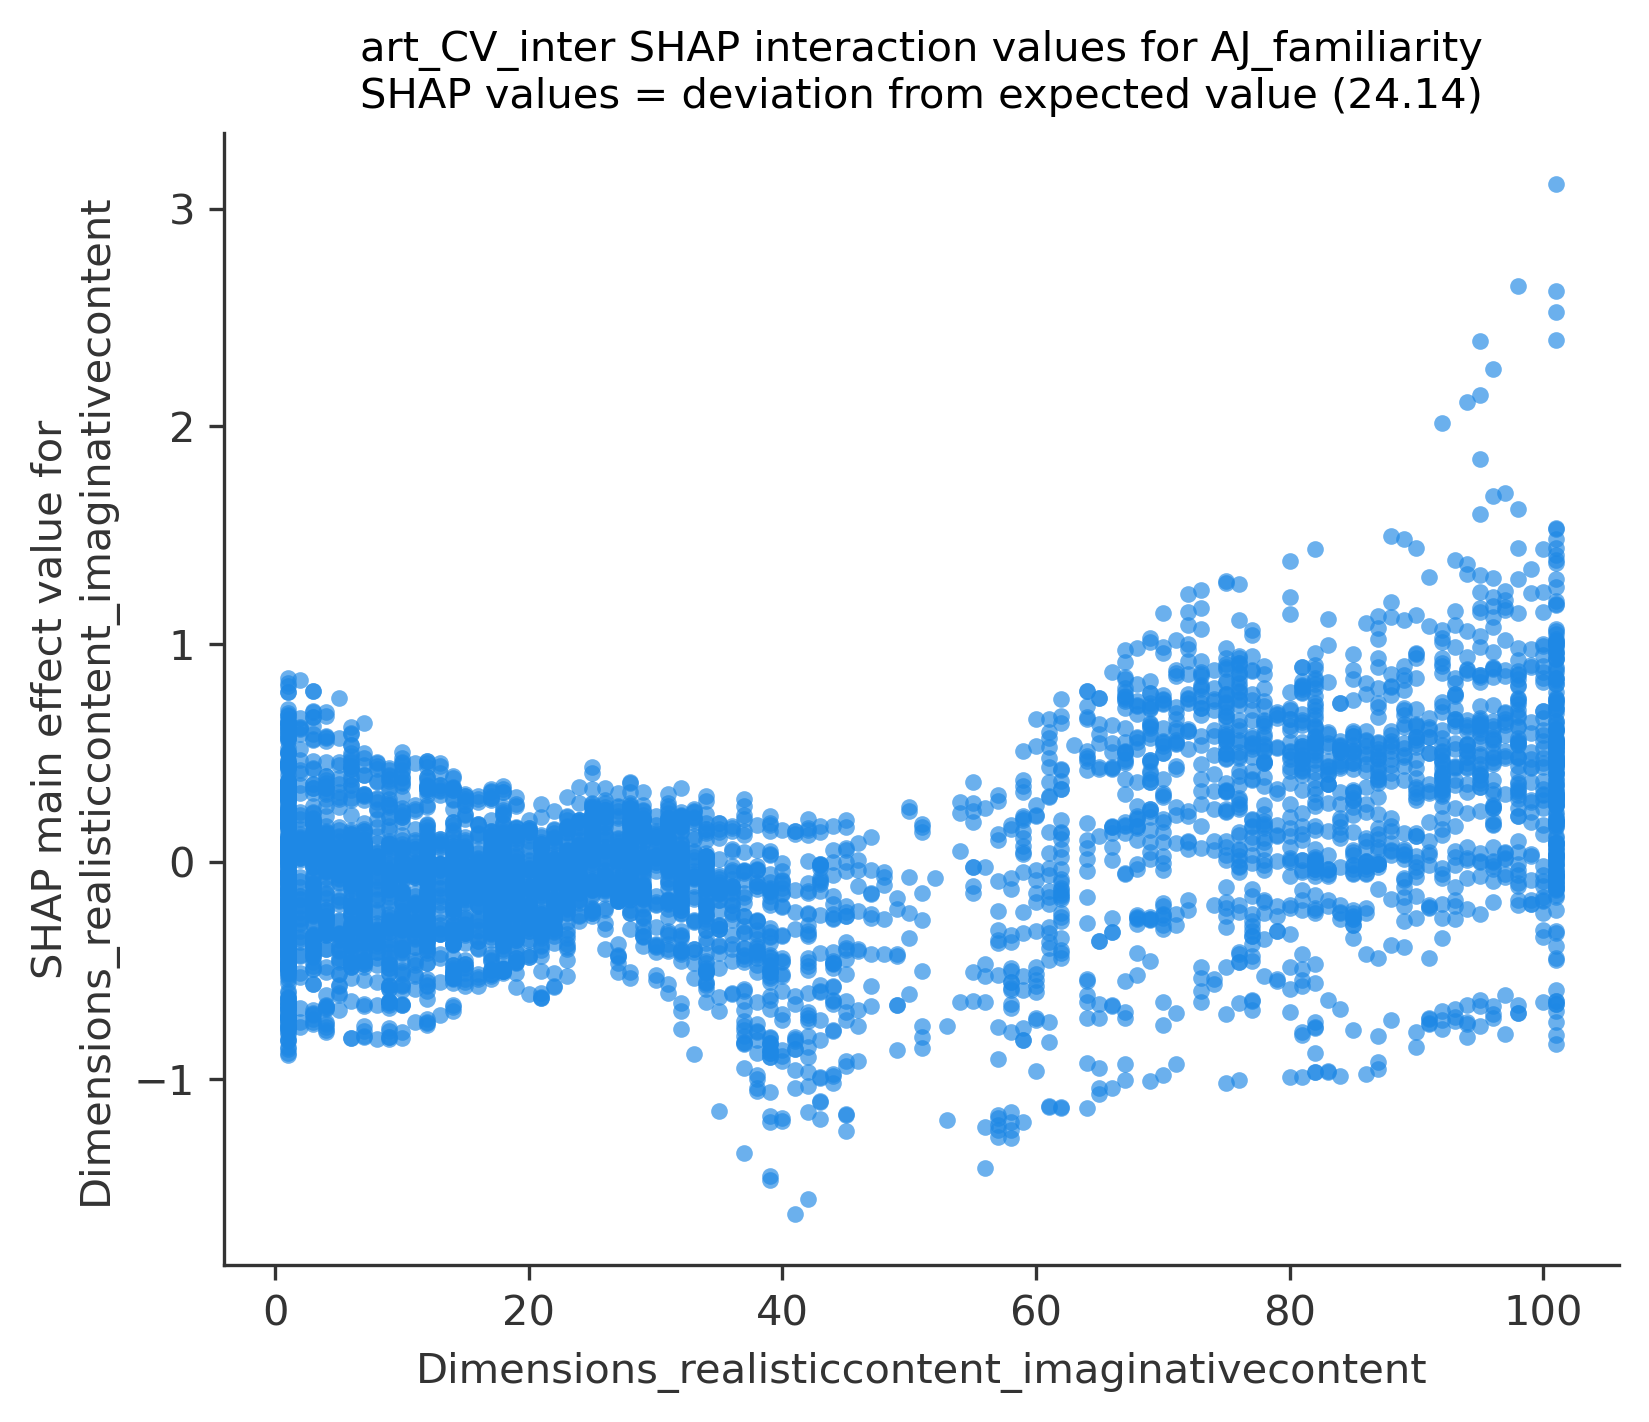 art_CV_inter SHAP interaction values for AJ_familiarity
SHAP values = deviation from expected value (24.14)
SHAP main effect value for
Dimensions_realisticcontent_imaginativecontent
3
2
1
0
−1
0
20
40
60
80
100
Dimensions_realisticcontent_imaginativecontent